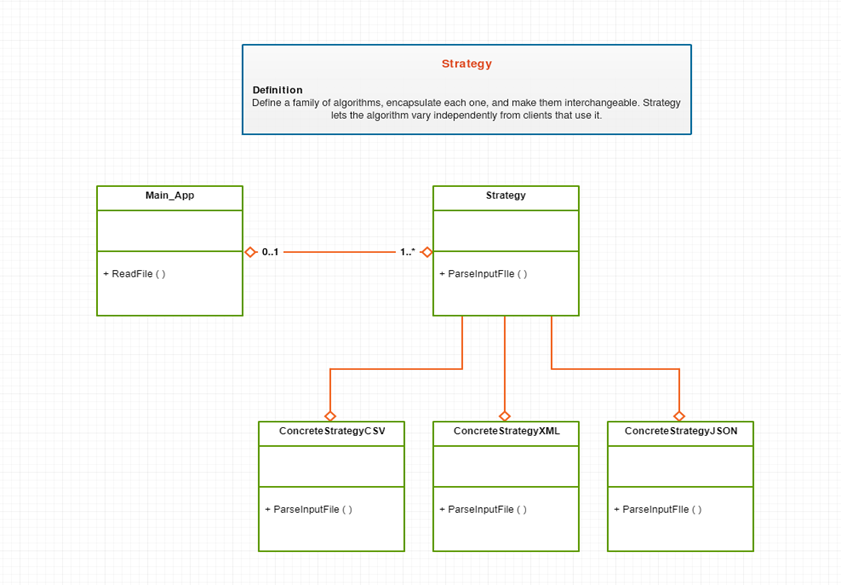 Strategy
Definition
Define a family of algorithms, encapsulate each one, and make them interchangeable. Strategy
lets the algorithm vary independently from clients that use it.
Main_App
Strategy
0..1
1..*
+ ReadFile ( )
+ ParseInputFIle ( )
ConcreteStrategyCSV
ConcreteStrategyXML
ConcreteStrategyJSON
+ ParseInputFile ( )
+ ParseInputFile ( )
+ ParseInputFIle ( )